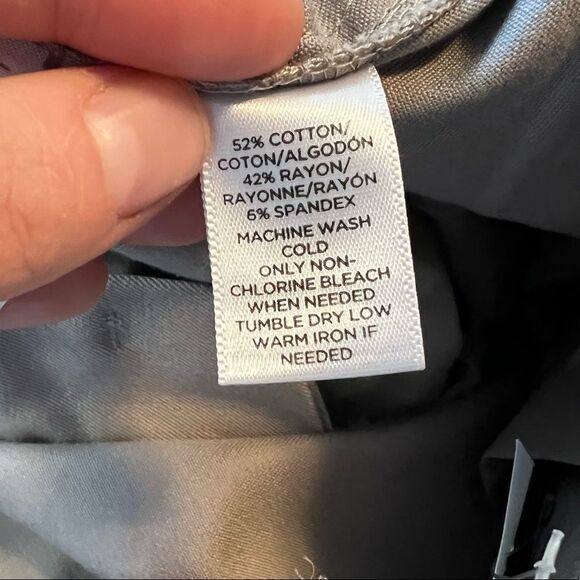 52% COTTON/
COTON/ALGODÓN
42% RAYON/
RAYONNE/RAYÓN
6% SPANDEX
MACHINE WASH
COLD
ONLY NON-
CHLORINE BLEACH
WHEN NEEDED
TUMBLE DRY LOW
WARM IRON IF
NEEDED